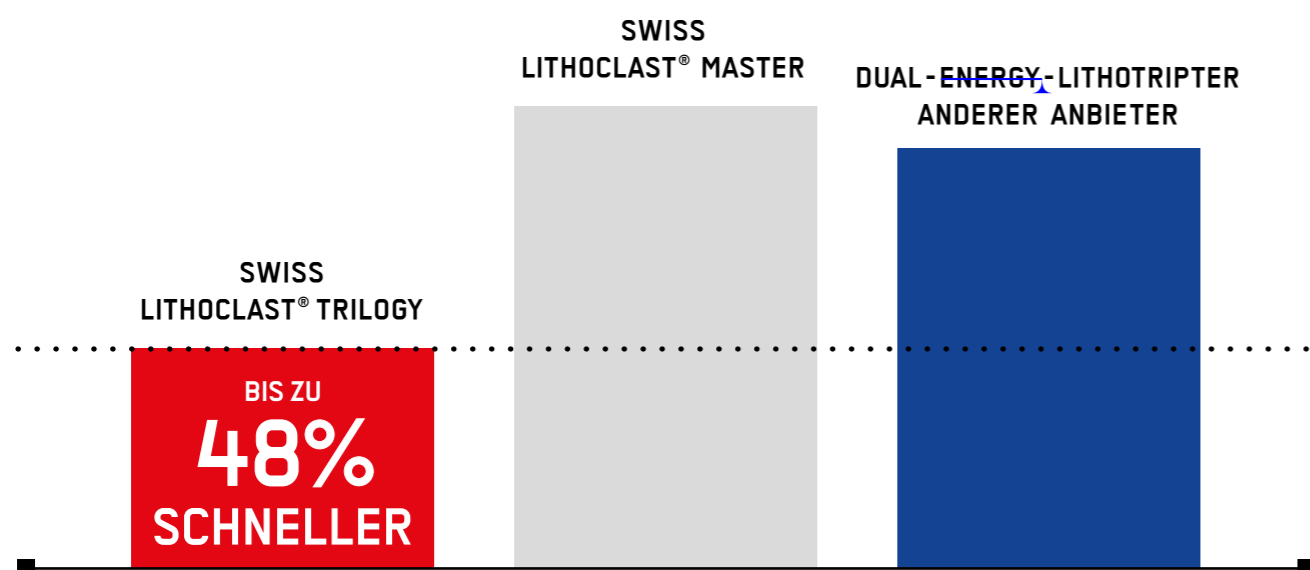 SWISS
LITHOCLAST® MASTER
DUAL-ENERGY-LITHOTRIPTER
ANDERER ANBIETER
SWISS
LITHOCLAST® TRILOGY
BIS ZU
48%
SCHNELLER